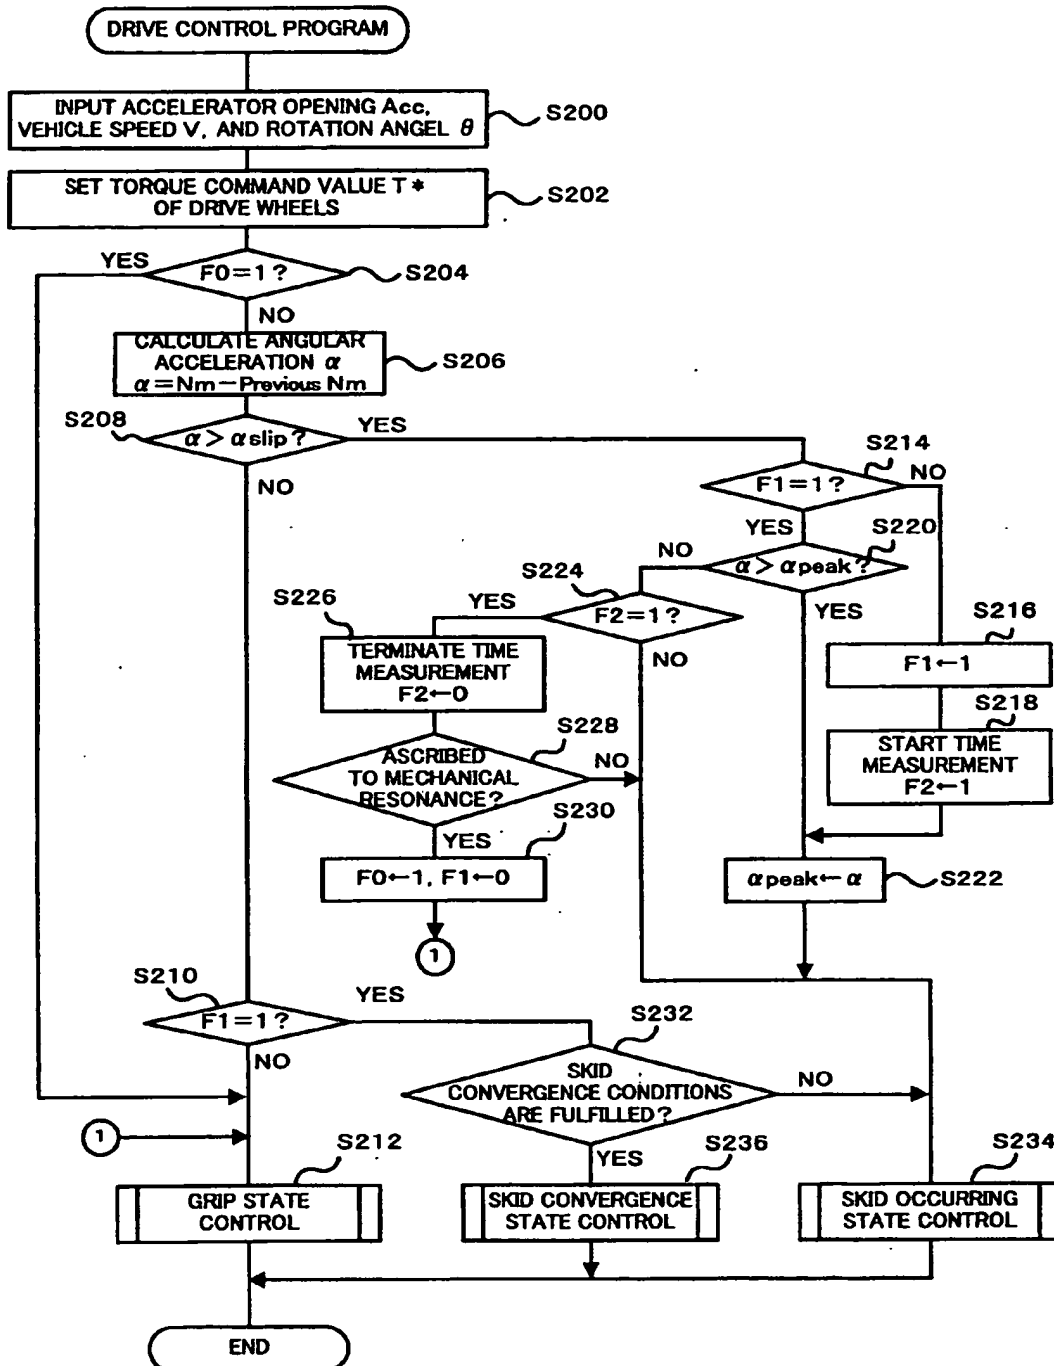 DRIVE CONTROL PROGRAM
INPUT ACCELERATOR OPENING Acc,
VEHICLE SPEED V, AND ROTATION ANGEL θ
S200
SET TORQUE COMMAND VALUE T*
OF DRIVE WHEELS
S202
YES
F0=1?
S204
NO
CALCULATE ANGULAR
ACCELERATION α
α=Nm−Previous Nm
S206
S208
α>αslip?
YES
NO
S214
F1=1?
NO
YES
S220
α>αpeak?
NO
YES
S224
F2=1?
YES
NO
S226
TERMINATE TIME
MEASUREMENT
F2←0
S216
F1←1
S218
START TIME
MEASUREMENT
F2←1
S228
ASCRIBED
TO MECHANICAL
RESONANCE?
NO
YES
S230
F0←1, F1←0
αpeak←α
S222
1
S210
F1=1?
YES
NO
S232
SKID
CONVERGENCE CONDITIONS
ARE FULFILLED?
NO
YES
1
S212
GRIP STATE
CONTROL
S236
SKID CONVERGENCE
STATE CONTROL
S234
SKID OCCURRING
STATE CONTROL
END